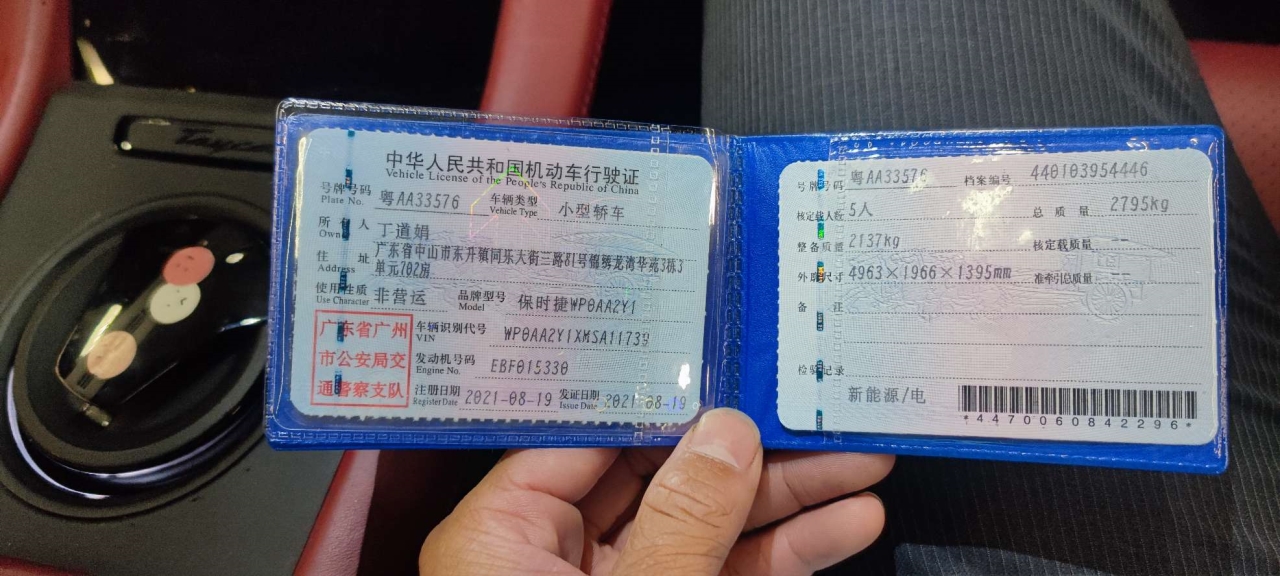 Tayca
中华人民共和国机动车行驶证
Vehicle License of the People's Republic of China
号牌号码 粤AA33576 车辆类型 小型轿车
Plate No. Vehicle Type
所有人 丁道娟
Owner
住址 广东省中山市东升镇同乐大街三路81号锦绣龙湾华苑3栋3
Address 单元702房
使用性质 非营运 品牌型号 保时捷WP0AA2Y1
Use Character Model
广东省广州
市公安局交
通警察支队
车辆识别代号 WP0AA2Y1XMSA11739
VIN
发动机号码 EBF015330
Engine No.
注册日期 2021-08-19 发证日期 2021-08-19
Register Date Issue Date
号牌号码 粤AA33576 档案编号 440103954446
核定载人数 5人 总质量 2795kg
整备质量 2137kg 核定载质量 --
外廓尺寸 4963×1966×1395mm 准牵引总质量 --
备注
检验记录
新能源/电
*4470060842296*